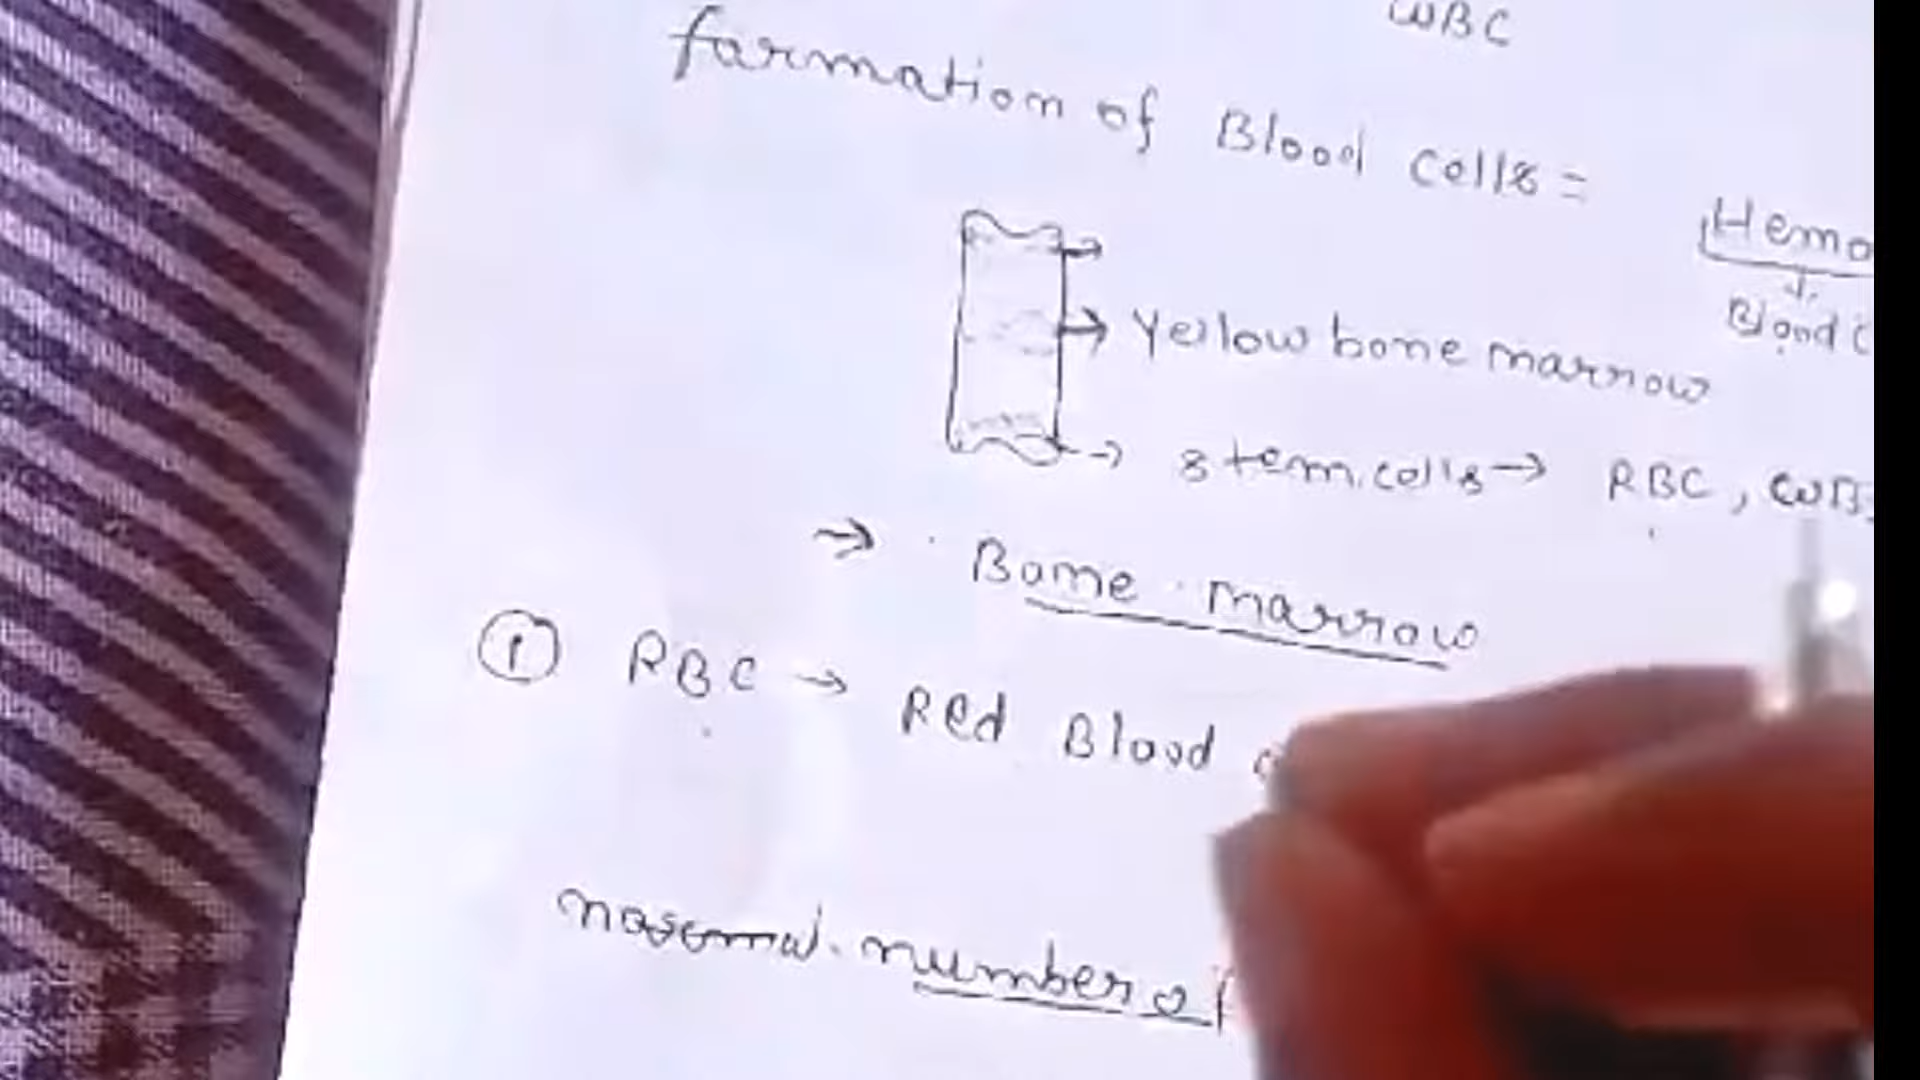 WBC
farmation of Blood cells =
Hemo
Blood C
→ Yellow bone marrow
→ stem cells → RBC, WB
→ Bone marrow
① RBC → Red Blood c
normal number of